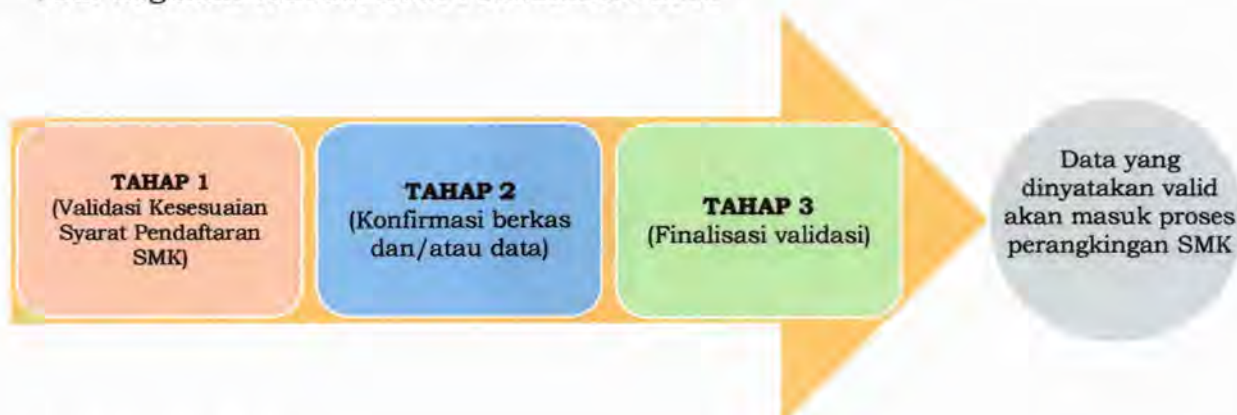 TAHAP 1
(Validasi Kesesuaian
Syarat Pendaftaran
SMK)
TAHAP 2
(Konfirmasi berkas
dan/atau data)
TAHAP 3
(Finalisasi validasi)
Data yang
dinyatakan valid
akan masuk proses
perangkingan SMK